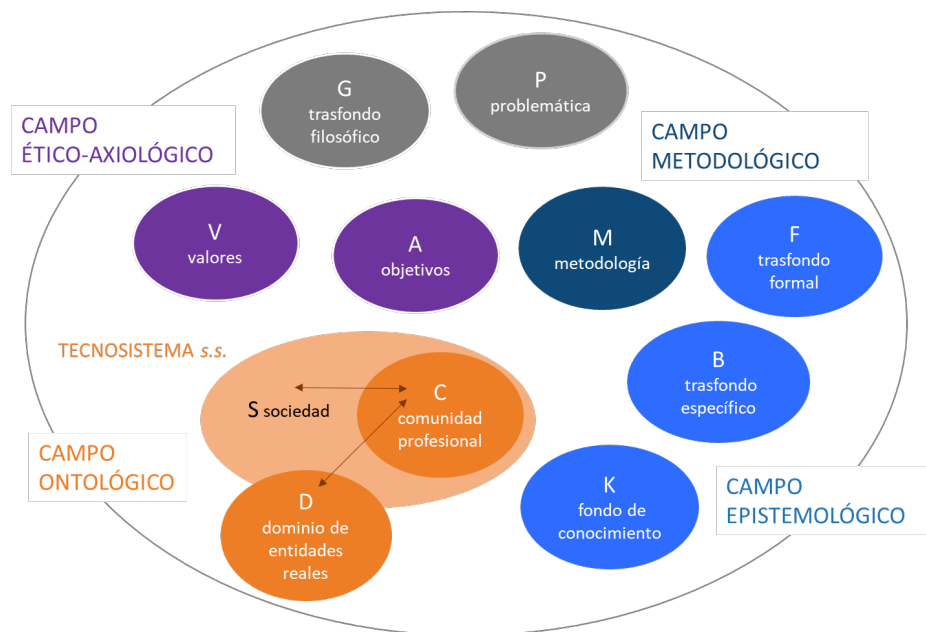 G
trasfondo
filosófico
P
problemática
CAMPO
ÉTICO-AXIOLÓGICO
CAMPO
METODOLÓGICO
V
valores
A
objetivos
M
metodología
F
trasfondo
formal
TECNOSISTEMA s.s.
S sociedad
C
comunidad
profesional
B
trasfondo
específico
CAMPO
ONTOLÓGICO
D
dominio de
entidades
reales
K
fondo de
conocimiento
CAMPO
EPISTEMOLÓGICO